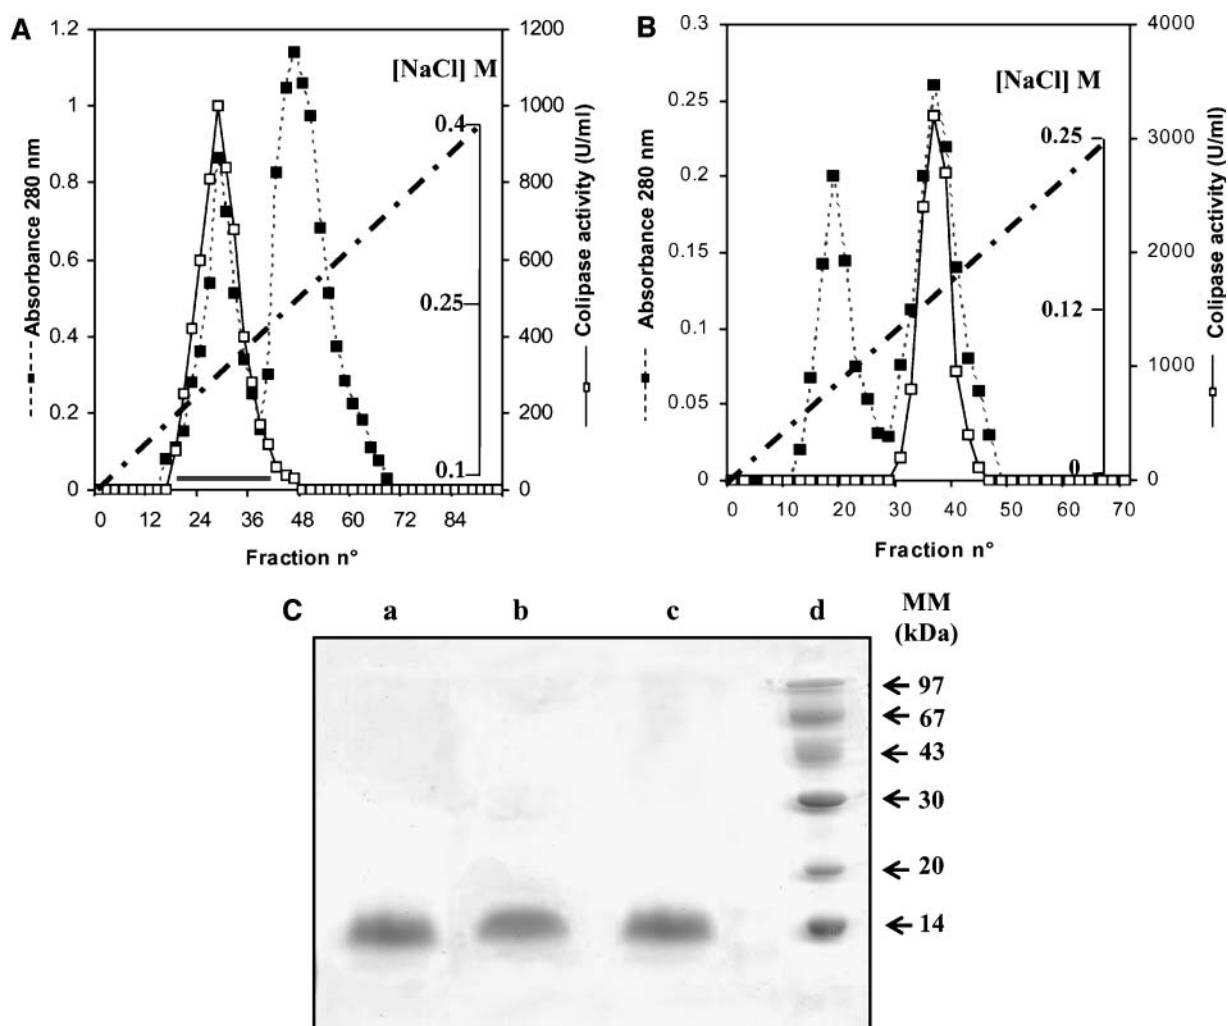 A
Absorbance 280 nm
1.2
1
0.8
0.6
0.4
0.2
0
[NaCl] M
0.4
0.25
0.1
1200
1000
800
600
400
200
0
Colipase activity (U/ml)
0 12 24 36 48 60 72 84
Fraction n°
B
Absorbance 280 nm
0.3
0.25
0.2
0.15
0.1
0.05
0
[NaCl] M
0.25
0.12
0
4000
3000
2000
1000
0
Colipase activity (U/ml)
0 10 20 30 40 50 60 70
Fraction n°
C a b c d MM
(kDa)
97
67
43
30
20
14